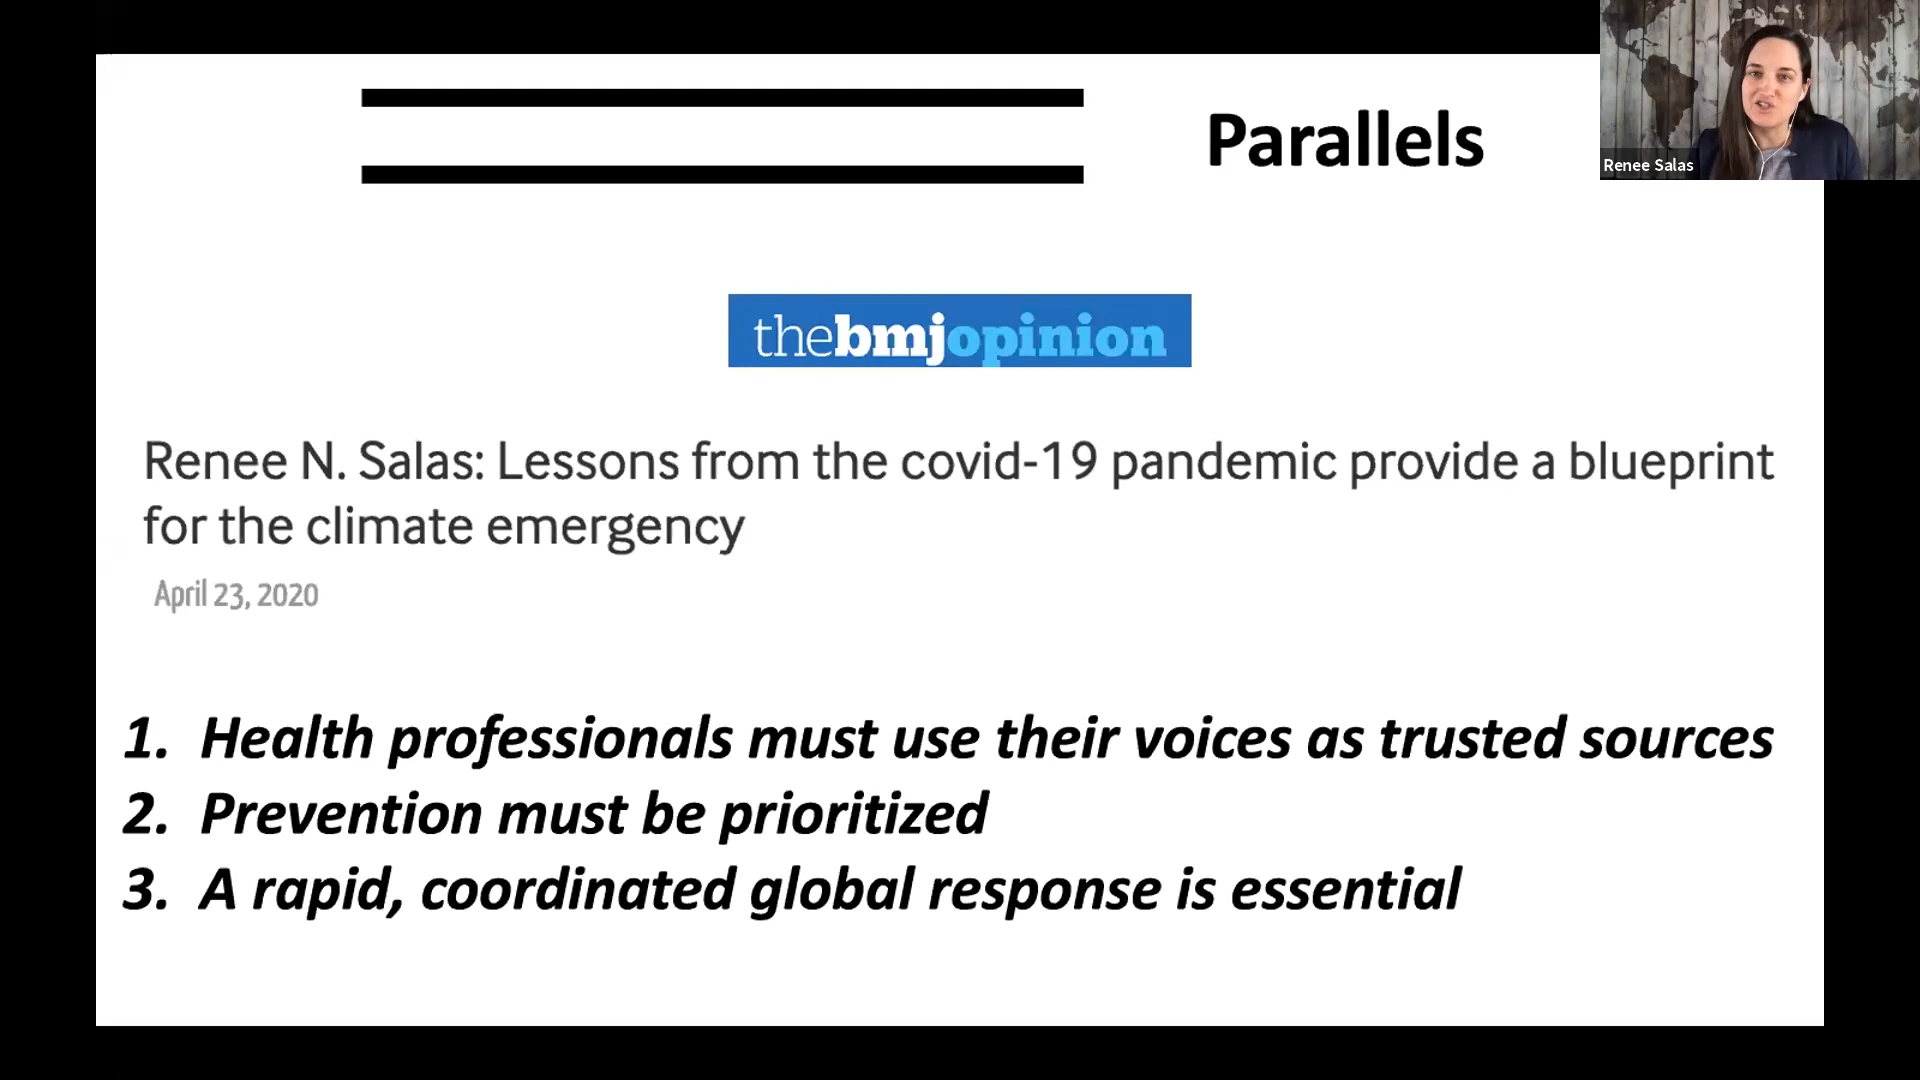 Parallels
Renee Salas
thebmjopinion
Renee N. Salas: Lessons from the covid-19 pandemic provide a blueprint
for the climate emergency
April 23, 2020
1. Health professionals must use their voices as trusted sources
2. Prevention must be prioritized
3. A rapid, coordinated global response is essential